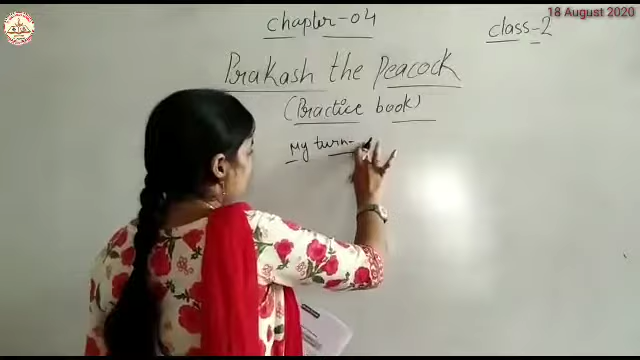 18 August 2020
chapter-04
class-2
Prakash the Peacock
(Practice book)
My turn-